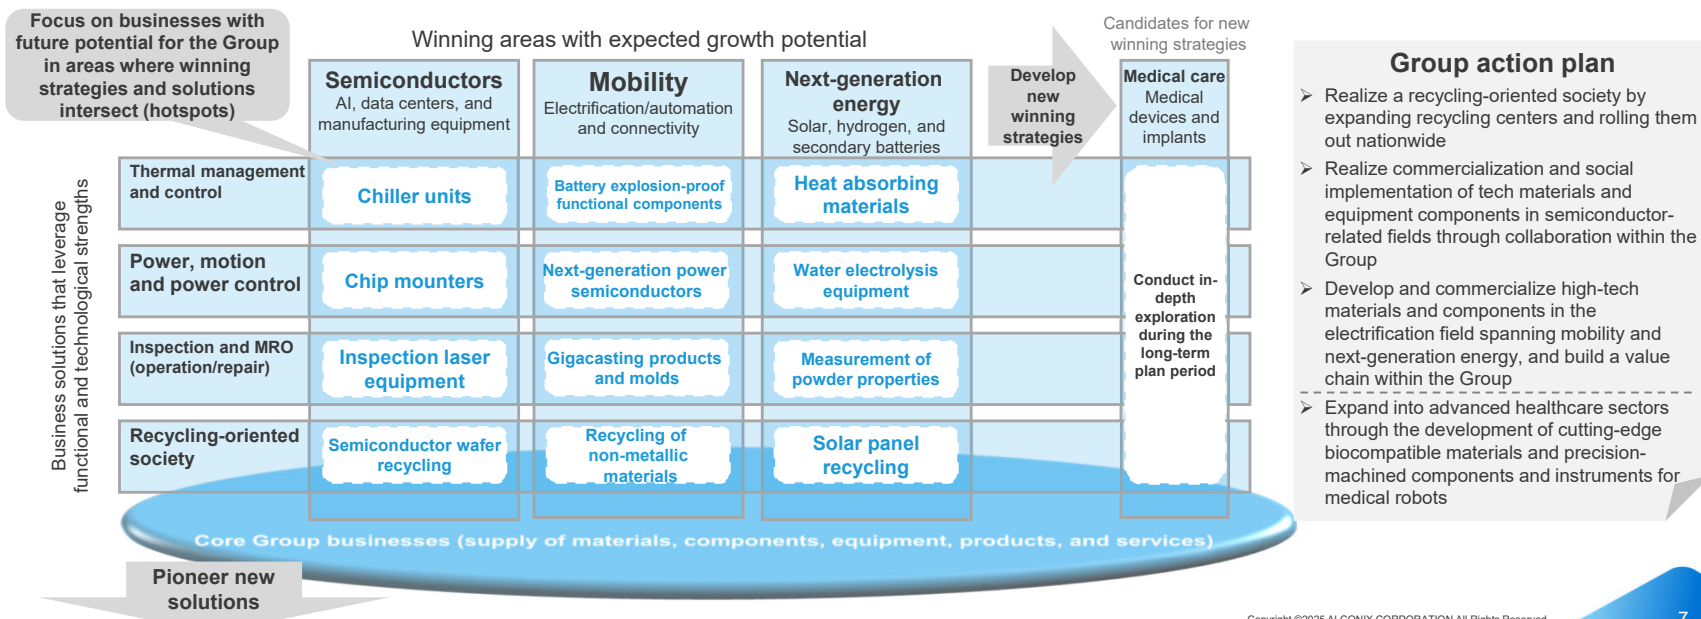 Focus on businesses with
future potential for the Group
in areas where winning
strategies and solutions
intersect (hotspots)
Winning areas with expected growth potential
Candidates for new
winning strategies
Semiconductors
AI, data centers, and
manufacturing equipment
Mobility
Electrification/automation
and connectivity
Next-generation
energy
Solar, hydrogen, and
secondary batteries
Develop
new
winning
strategies
Medical care
Medical
devices and
implants
Business solutions that leverage
functional and technological strengths
Thermal management
and control
Chiller units
Battery explosion-proof
functional components
Heat absorbing
materials
Power, motion
and power control
Chip mounters
Next-generation power
semiconductors
Water electrolysis
equipment
Inspection and MRO
(operation/repair)
Inspection laser
equipment
Gigacasting products
and molds
Measurement of
powder properties
Recycling-oriented
society
Semiconductor wafer
recycling
Recycling of
non-metallic
materials
Solar panel
recycling
Conduct in-
depth
exploration
during the
long-term
plan period
Core Group businesses (supply of materials, components, equipment, products, and services)
Pioneer new
solutions
Group action plan
➢ Realize a recycling-oriented society by
expanding recycling centers and rolling them
out nationwide
➢ Realize commercialization and social
implementation of tech materials and
equipment components in semiconductor-
related fields through collaboration within the
Group
➢ Develop and commercialize high-tech
materials and components in the
electrification field spanning mobility and
next-generation energy, and build a value
chain within the Group
➢ Expand into advanced healthcare sectors
through the development of cutting-edge
biocompatible materials and precision-
machined components and instruments for
medical robots
Copyright ©2025 ALCONIX CORPORATION All Rights Reserved
7